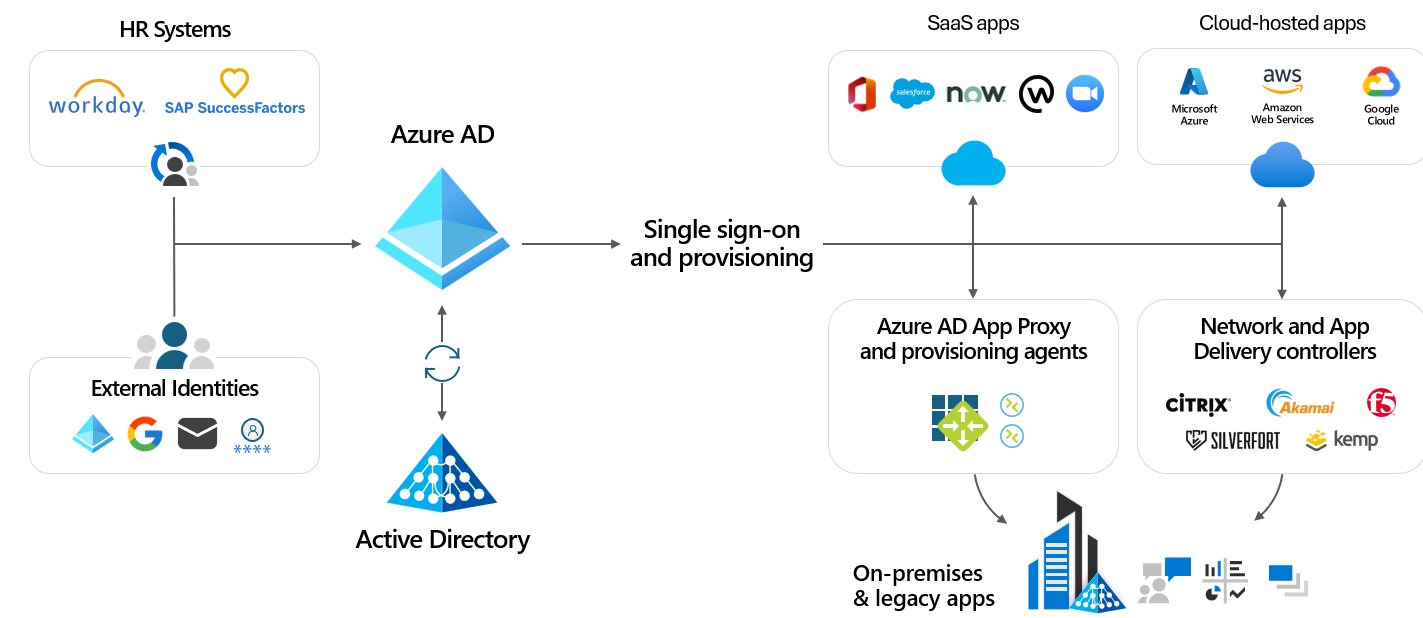 HR Systems
workday.
SAP SuccessFactors
External Identities
****
Azure AD
Active Directory
Single sign-on
and provisioning
SaaS apps
salesforce
now
W
Cloud-hosted apps
Microsoft
Azure
aws
Amazon
Web Services
Google
Cloud
Azure AD App Proxy
and provisioning agents
Network and App
Delivery controllers
CİTRIX
Akamai
f5
SILVERFORT
kemp
On-premises
& legacy apps